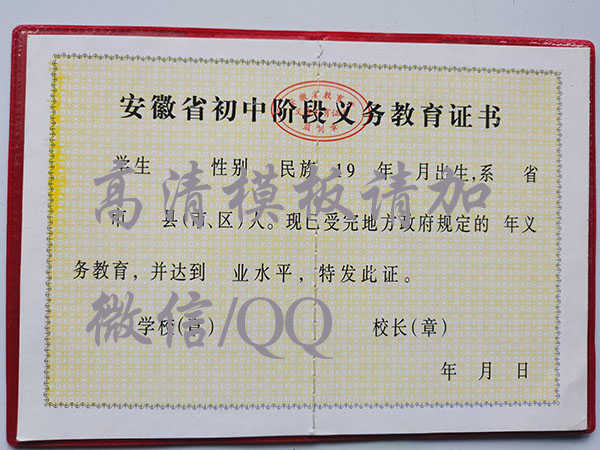 安徽省初中阶段义务教育证书
学生 性别 民族 19 年 月出生,系 省
高清模板请加
市 县(市、区)人。现已受完地方政府规定的 年义
务教育，并达到 业水平，特发此证。
微信/QQ
学校(章) 校长(章)
年 月 日